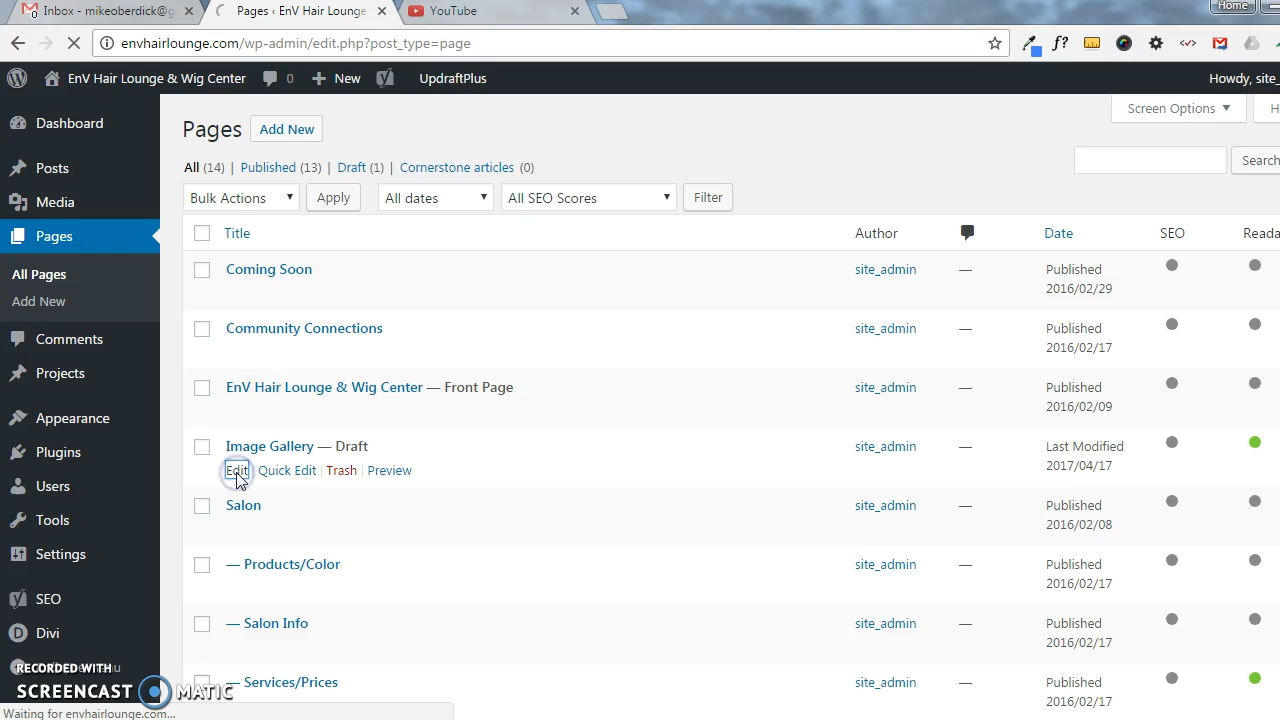 Inbox - mikeoberdick@g
Pages ‹ EnV Hair Lounge
YouTube
Home
envhairlounge.com/wp-admin/edit.php?post_type=page
f?
EnV Hair Lounge & Wig Center
0
New
UpdraftPlus
Howdy, site_
Dashboard
Posts
Media
Pages
All Pages
Add New
Comments
Projects
Appearance
Plugins
Users
Tools
Settings
SEO
Divi
Screen Options
H
Pages
Add New
All (14) | Published (13) | Draft (1) | Cornerstone articles (0)
Search
Bulk Actions
Apply
All dates
All SEO Scores
Filter
Title
Author
Date
SEO
Reada
Coming Soon
site_admin
—
Published
2016/02/29
Community Connections
site_admin
—
Published
2016/02/17
EnV Hair Lounge & Wig Center — Front Page
site_admin
—
Published
2016/02/09
Image Gallery — Draft
site_admin
—
Last Modified
2017/04/17
Edit | Quick Edit | Trash | Preview
Salon
site_admin
—
Published
2016/02/08
— Products/Color
site_admin
—
Published
2016/02/17
— Salon Info
site_admin
—
Published
2016/02/17
— Services/Prices
site_admin
—
Published
2016/02/17
RECORDED WITH
SCREENCAST MATIC
Waiting for envhairlounge.com...